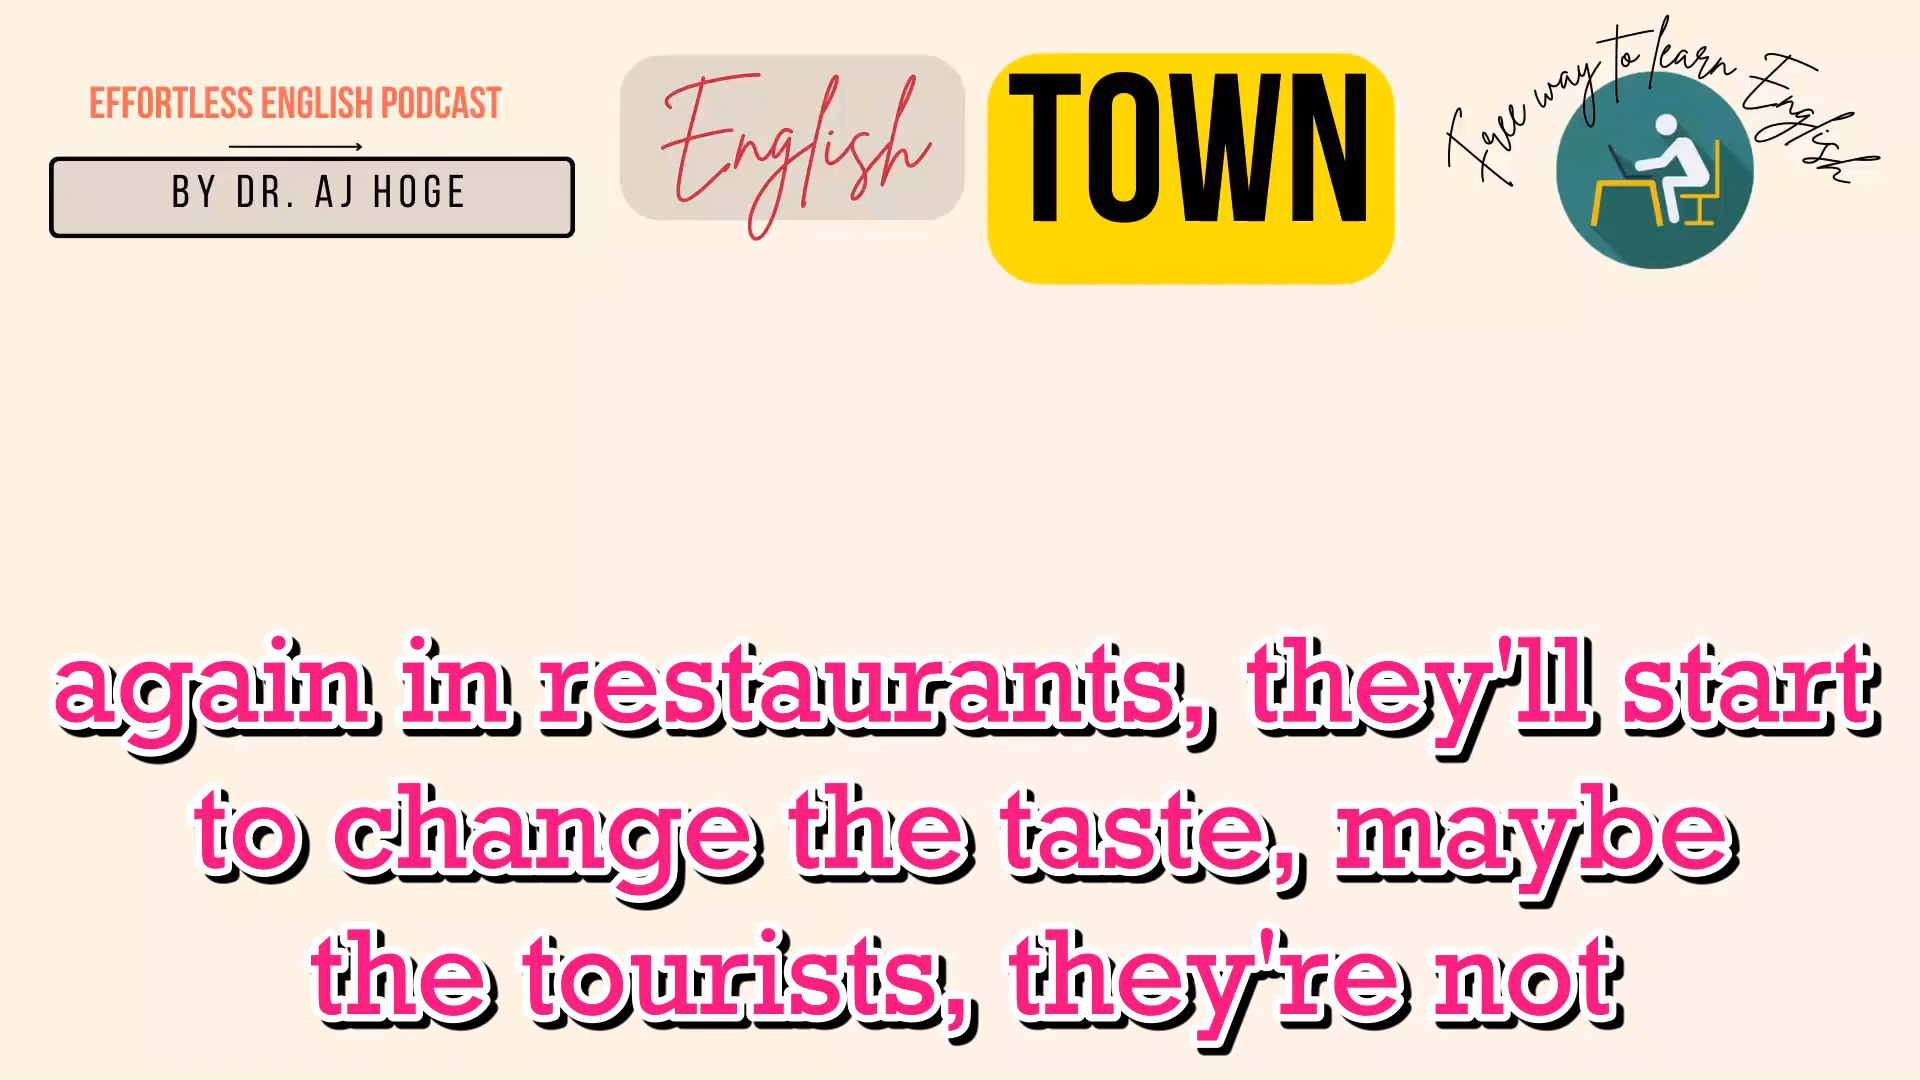 EFFORTLESS ENGLISH PODCAST
BY DR. AJ HOGE
English
TOWN
Free way to learn English
again in restaurants, they'll start
to change the taste, maybe
the tourists, they're not